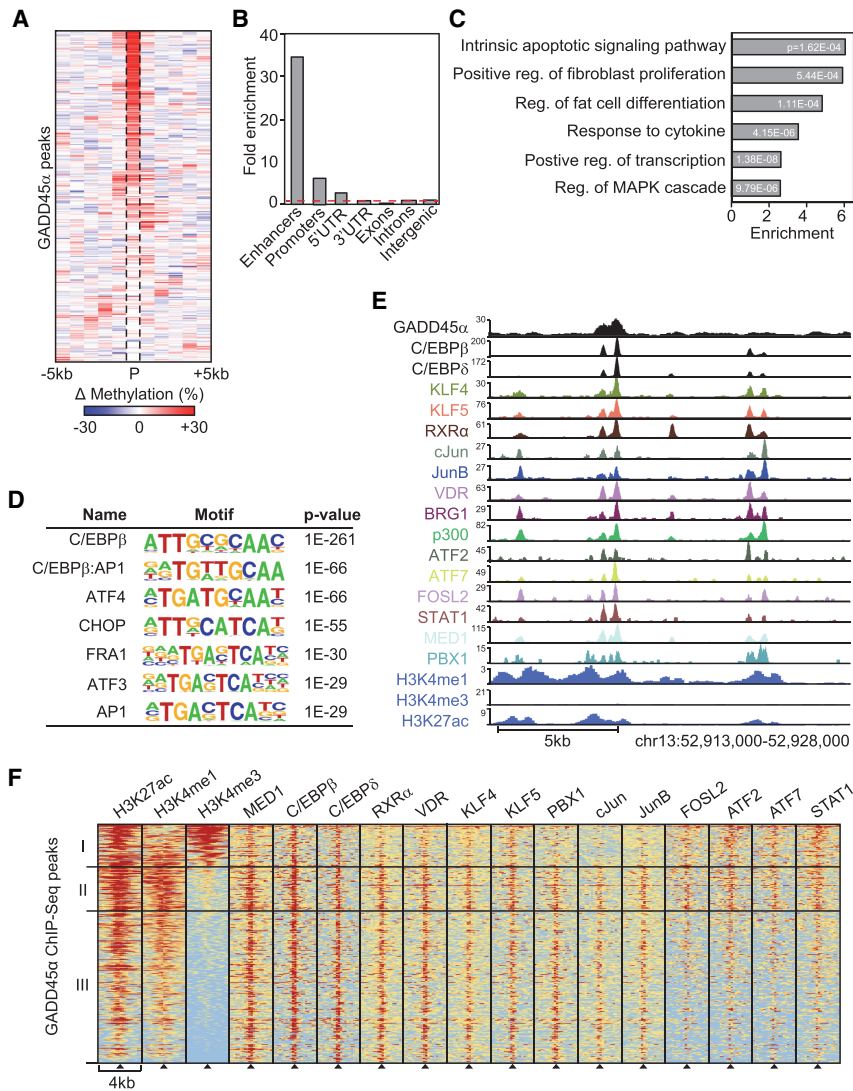 A
GADD45α peaks
-5kb P +5kb
Δ Methylation (%)
-30 0 +30
B
Fold enrichment
40
30
20
10
0
Enhancers
Promoters
5'UTR
3'UTR
Exons
Introns
Intergenic
C
Intrinsic apoptotic signaling pathway p=1.62E-04
Positive reg. of fibroblast proliferation 5.44E-04
Reg. of fat cell differentiation 1.11E-04
Response to cytokine 4.15E-06
Postive reg. of transcription 1.38E-08
Reg. of MAPK cascade 9.79E-06
0 2 4 6
Enrichment
D
Name Motif p-value
C/EBPβ ATTGCGCAAC 1E-261
C/EBPβ:AP1 ATGTTGCAA 1E-66
ATF4 ATGATGCAAT 1E-66
CHOP ATTGCATCA 1E-55
FRA1 TGAGTCA 1E-30
ATF3 TGAGTCA 1E-29
AP1 TGACTCA 1E-29
E
GADD45α 30
C/EBPβ 200
C/EBPδ 172
KLF4 30
KLF5 76
RXRα 61
cJun 27
JunB 27
VDR 63
BRG1 29
p300 82
ATF2 45
ATF7 49
FOSL2 29
STAT1 42
MED1 115
PBX1 15
H3K4me1 3
H3K4me3 21
H3K27ac 9
5kb chr13:52,913,000-52,928,000
F
H3K27ac H3K4me1 H3K4me3 MED1 C/EBPβ C/EBPδ RXRα VDR KLF4 KLF5 PBX1 cJun JunB FOSL2 ATF2 ATF7 STAT1
GADD45α ChIP-Seq peaks
I
II
III
4kb